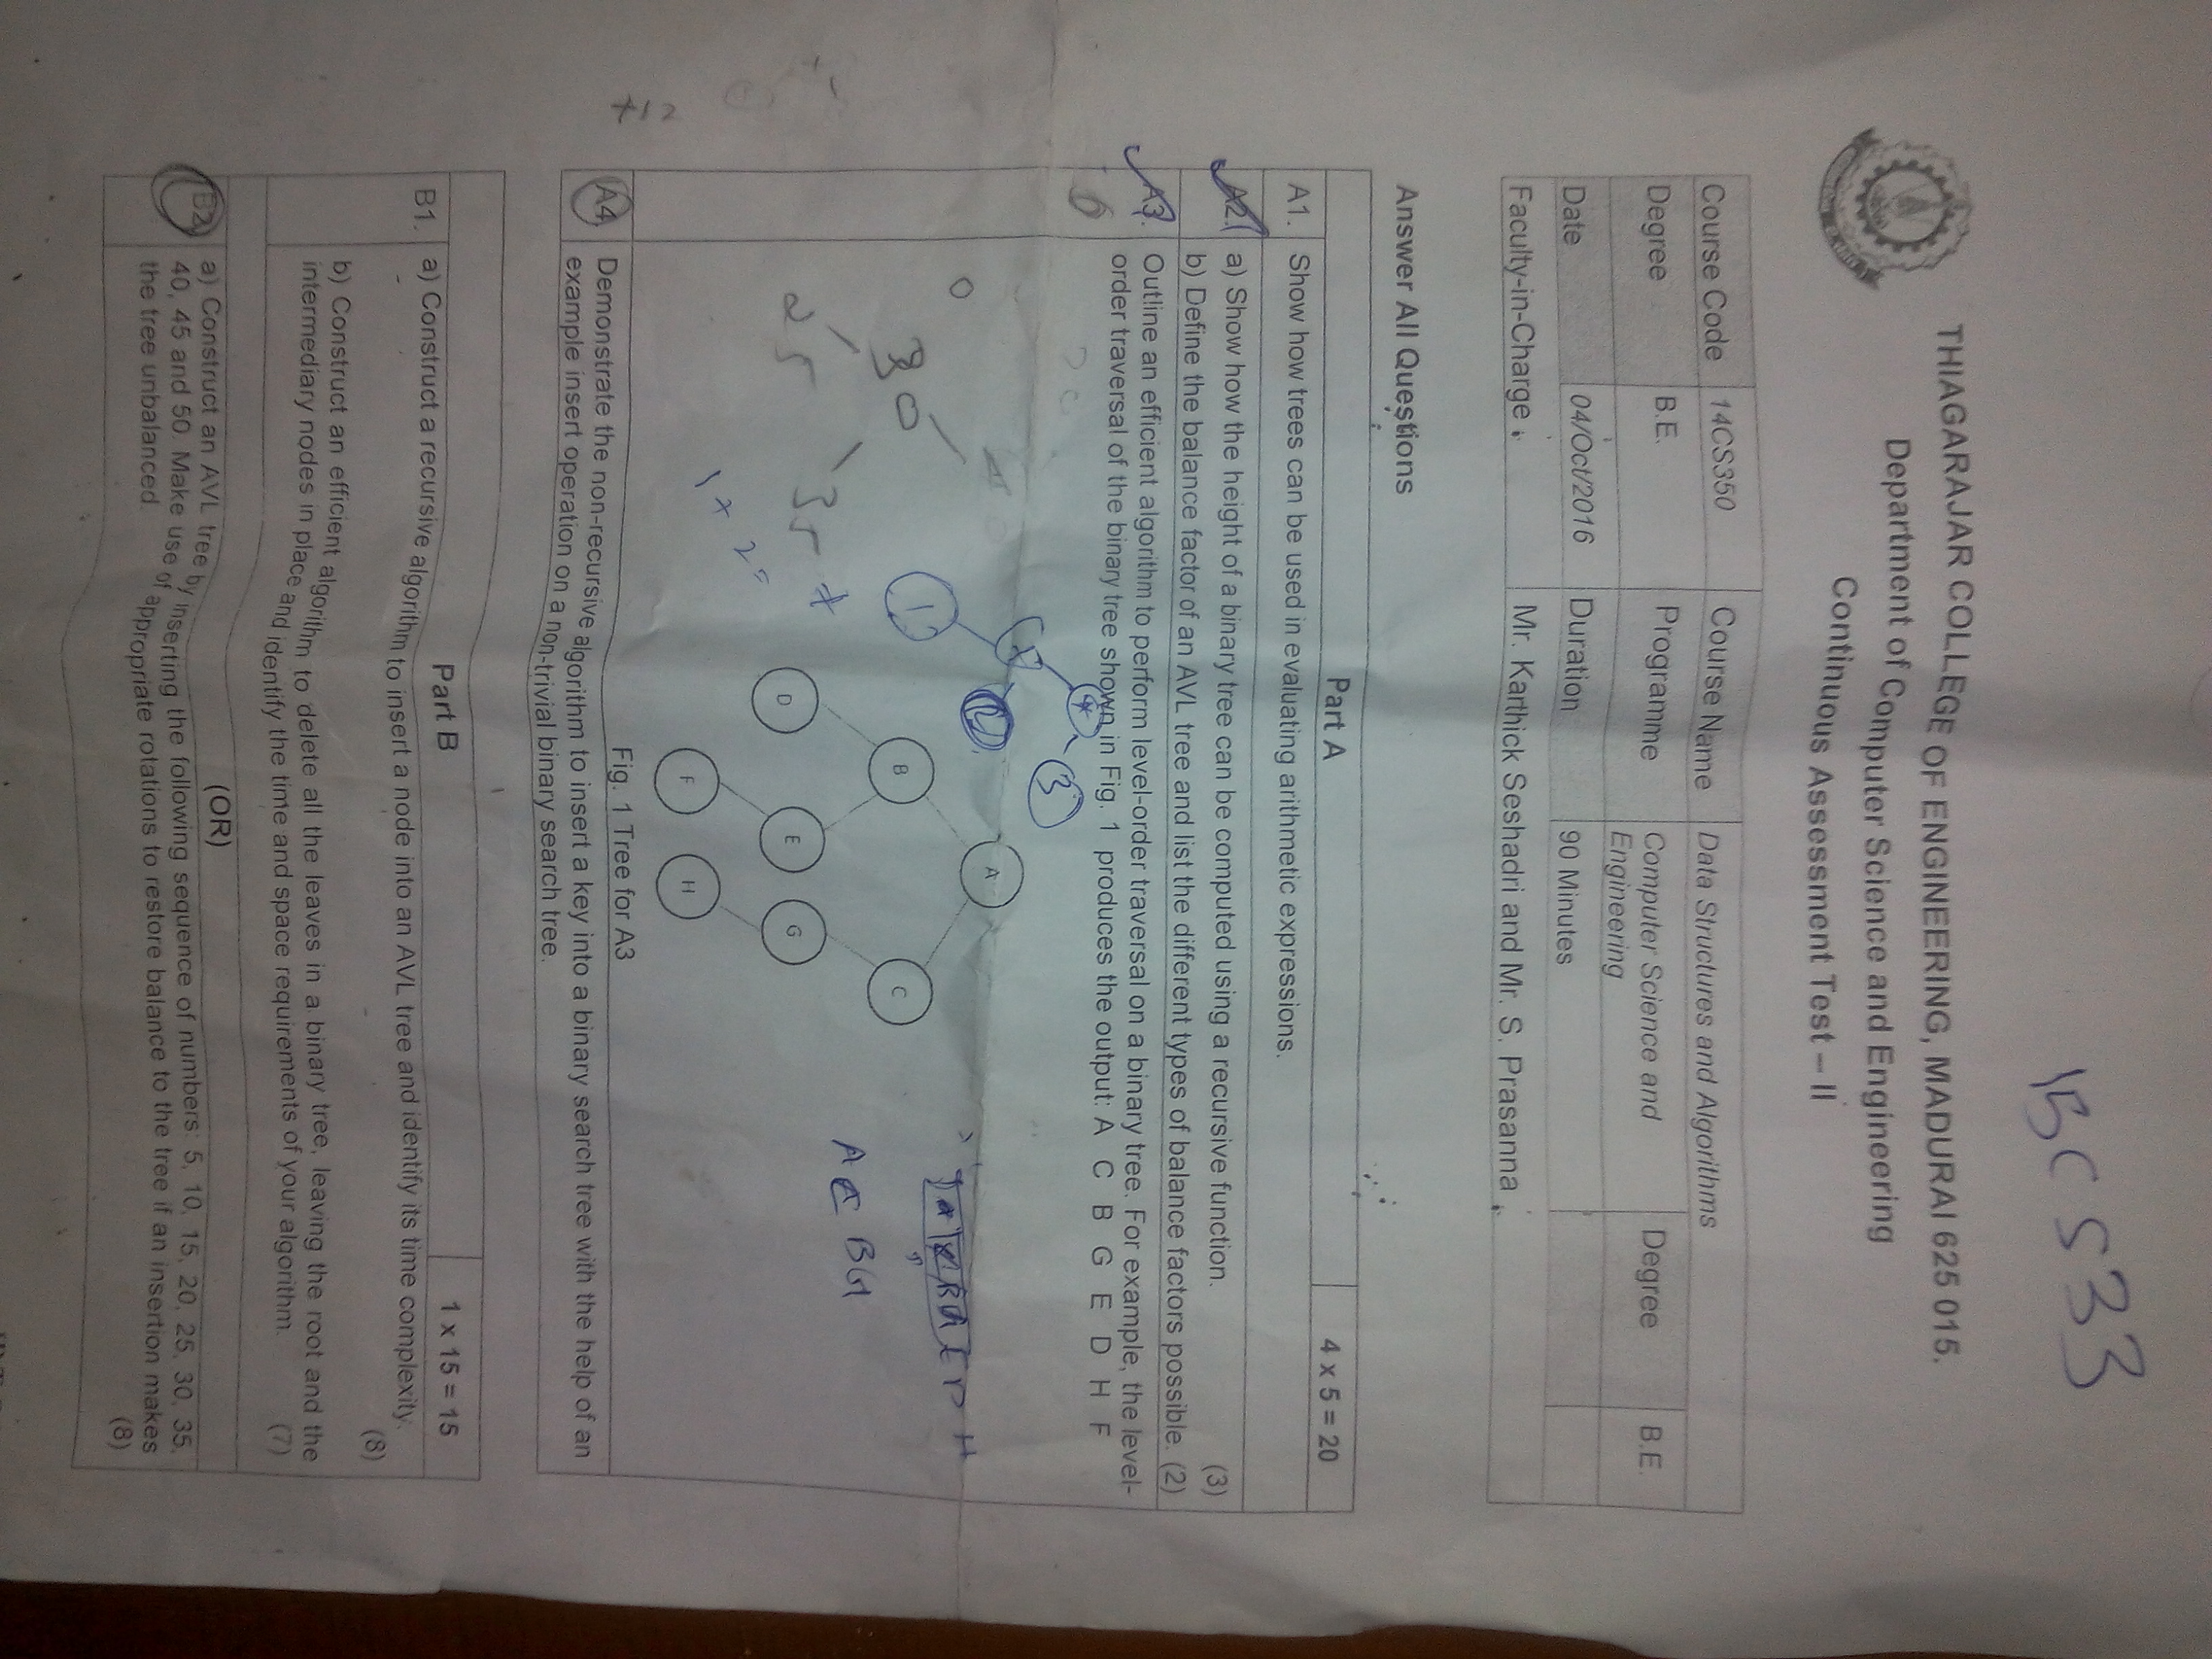 BCS33
THIAGARAJAR COLLEGE OF ENGINEERING, MADURAI 625 015.
Department of Computer Science and Engineering
Continuous Assessment Test – II
Course Code 14CS350 Course Name Data Structures and Algorithms
Degree B.E. Programme Computer Science and Engineering Degree B.E.
Date 04/Oct/2016 Duration 90 Minutes
Faculty-in-Charge Mr. Karthick Seshadri and Mr. S. Prasanna
Answer All Questions
Part A 4 x 5 = 20
A1. Show how trees can be used in evaluating arithmetic expressions.
A2. a) Show how the height of a binary tree can be computed using a recursive function. (3)
b) Define the balance factor of an AVL tree and list the different types of balance factors possible. (2)
A3. Outline an efficient algorithm to perform level-order traversal on a binary tree. For example, the level-
order traversal of the binary tree shown in Fig. 1 produces the output: A C B G E D H F
4
3
1
A
B C
D E G
F H
30
25 35
A C B G
Fig. 1 Tree for A3
A4 Demonstrate the non-recursive algorithm to insert a key into a binary search tree with the help of an
example insert operation on a non-trivial binary search tree.
Part B 1 x 15 = 15
B1. a) Construct a recursive algorithm to insert a node into an AVL tree and identify its time complexity.
(8)
b) Construct an efficient algorithm to delete all the leaves in a binary tree, leaving the root and the
intermediary nodes in place and identify the time and space requirements of your algorithm. (7)
(OR)
B2. a) Construct an AVL tree by inserting the following sequence of numbers: 5, 10, 15, 20, 25, 30, 35,
40, 45 and 50. Make use of appropriate rotations to restore balance to the tree if an insertion makes
the tree unbalanced. (8)